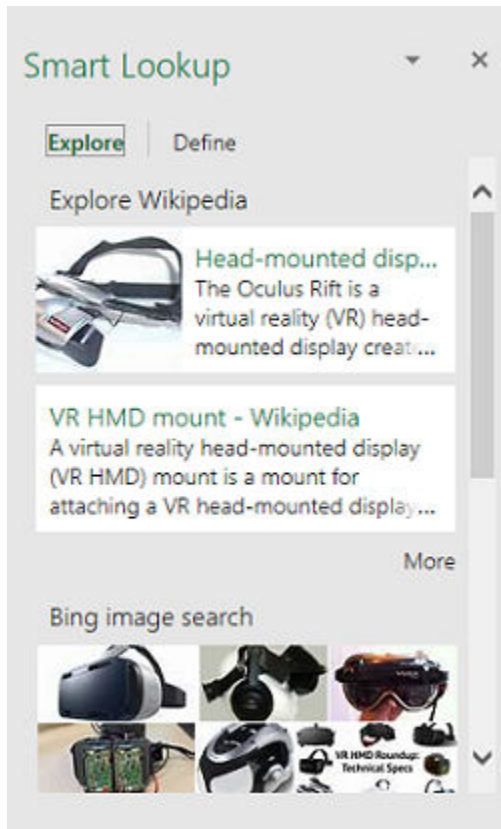 Smart Lookup
Explore
Define
Explore Wikipedia
Head-mounted disp...
The Oculus Rift is a
virtual reality (VR) head-
mounted display creat...
VR HMD mount - Wikipedia
A virtual reality head-mounted display
(VR HMD) mount is a mount for
attaching a VR head-mounted display...
More
Bing image search
VR HMD Roundup:
Technical Specs